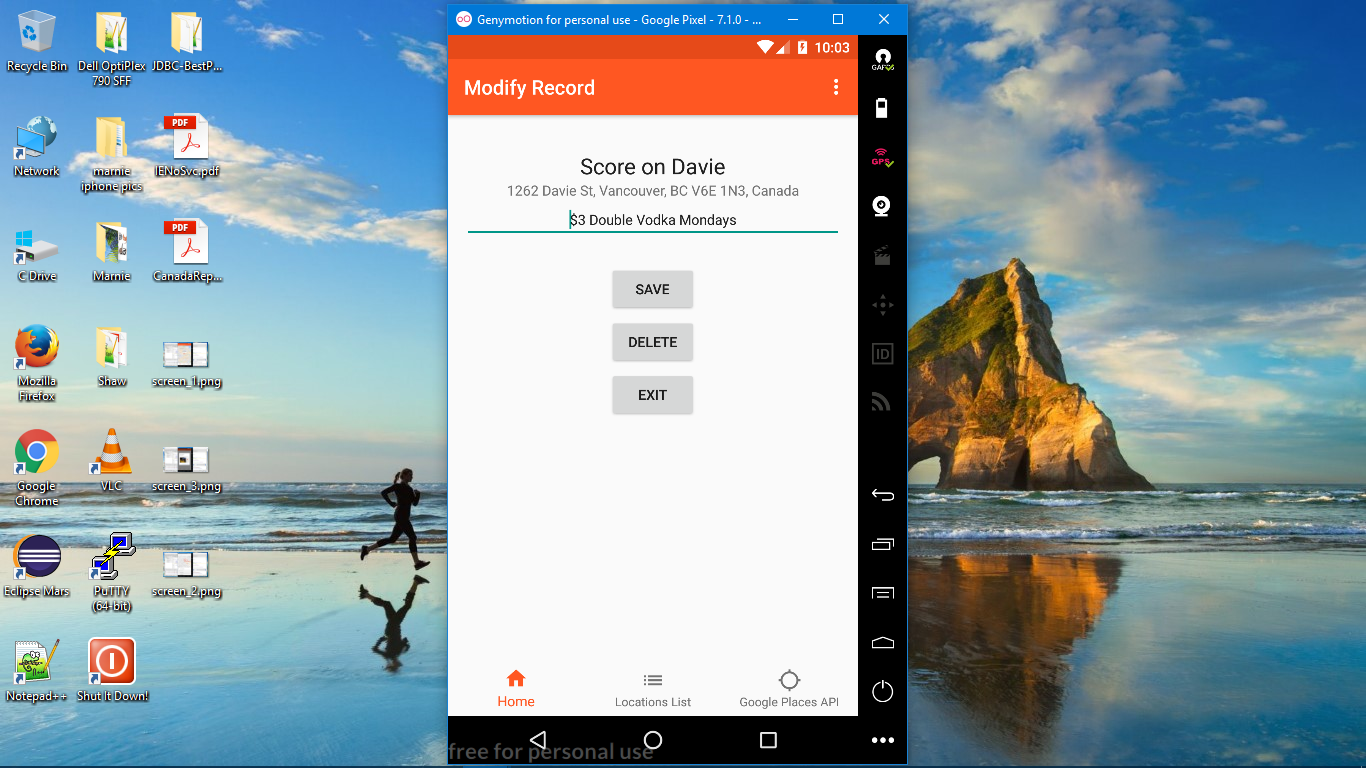 Recycle Bin
Dell OptiPlex
790 SFF
JDBC-BestP...
Network
marnie
iphone pics
PDF
IENoSvc.pdf
C Drive
Marnie
PDF
CanadaRep...
Mozilla
Firefox
Shaw
screen_1.png
Google
Chrome
VLC
screen_3.png
Eclipse Mars
PuTTY
(64-bit)
screen_2.png
Notepad++
Shut It Down!
Genymotion for personal use - Google Pixel - 7.1.0 - ...
10:03
Modify Record
Score on Davie
1262 Davie St, Vancouver, BC V6E 1N3, Canada
$3 Double Vodka Mondays
SAVE
DELETE
EXIT
Home
Locations List
Google Places API
free for personal use
GAPPS
GPS
ID